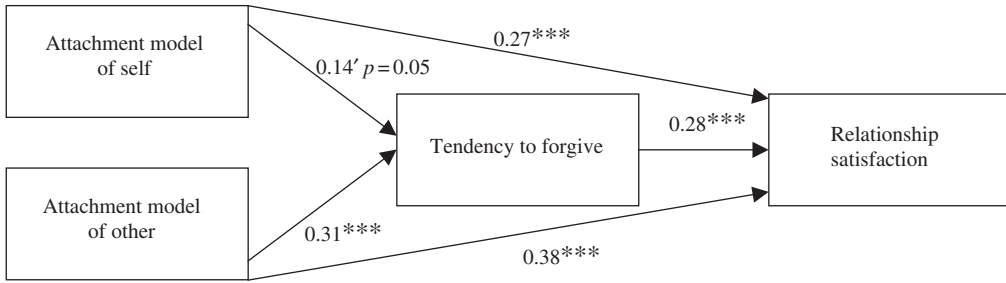 Attachment model
of self
0.27***
0.14′ p = 0.05
Tendency to forgive
0.28***
Relationship
satisfaction
Attachment model
of other
0.31***
0.38***